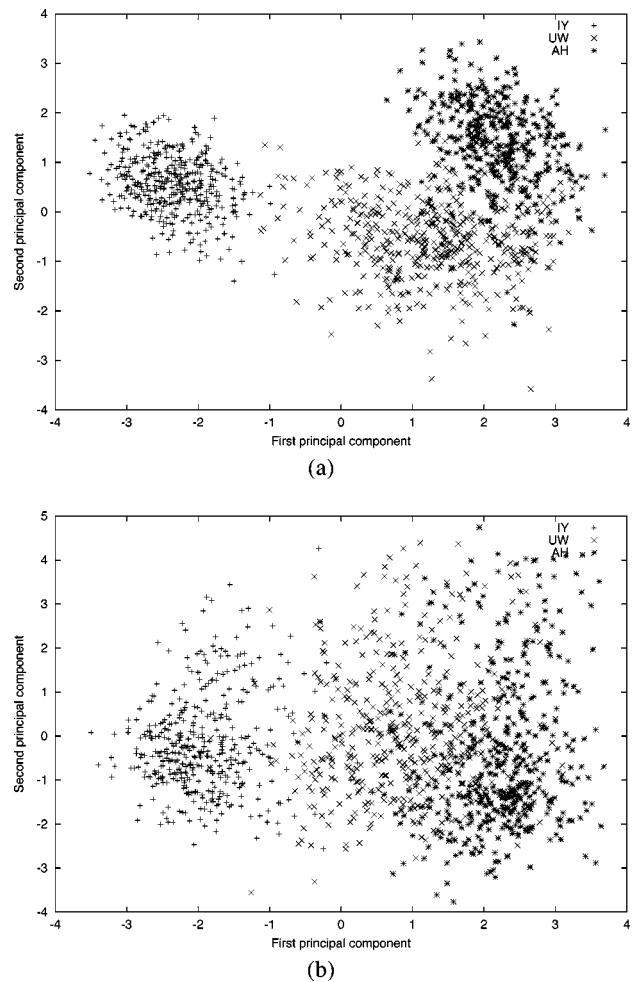 4
3
2
1
0
-1
-2
-3
-4
Second principal component
IY +
UW ×
AH ∗
-4 -3 -2 -1 0 1 2 3 4
First principal component
(a)
5
4
3
2
1
0
-1
-2
-3
-4
Second principal component
IY +
UW ×
AH ∗
-4 -3 -2 -1 0 1 2 3 4
First principal component
(b)